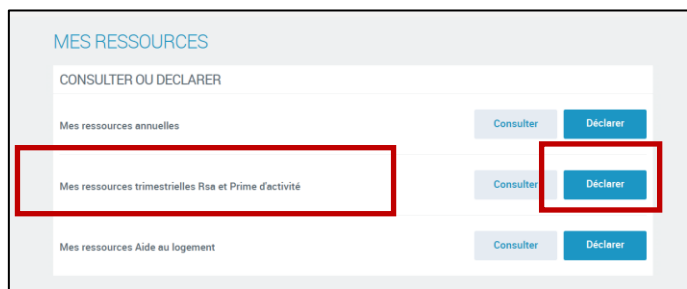 MES RESSOURCES
CONSULTER OU DECLARER
Mes ressources annuelles Consulter Déclarer
Mes ressources trimestrielles Rsa et Prime d'activité Consulter Déclarer
Mes ressources Aide au logement Consulter Déclarer